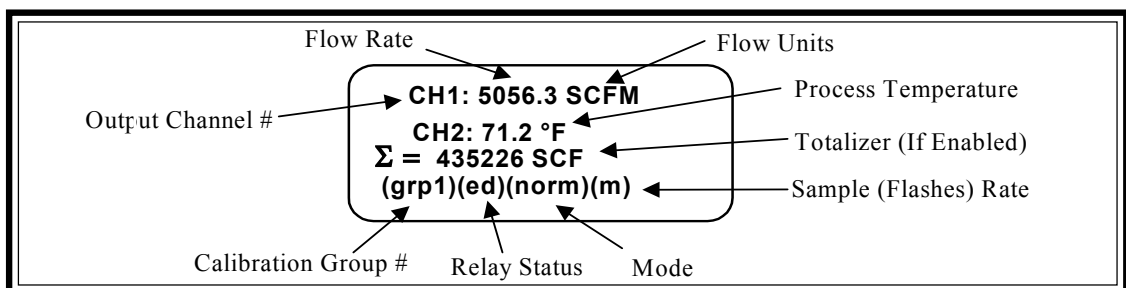 Flow Rate
Flow Units
CH1: 5056.3 SCFM
Process Temperature
Output Channel #
CH2: 71.2 °F
Totalizer (If Enabled)
Σ = 435226 SCF
(grp1)(ed)(norm)(m)
Sample (Flashes) Rate
Calibration Group #
Relay Status
Mode